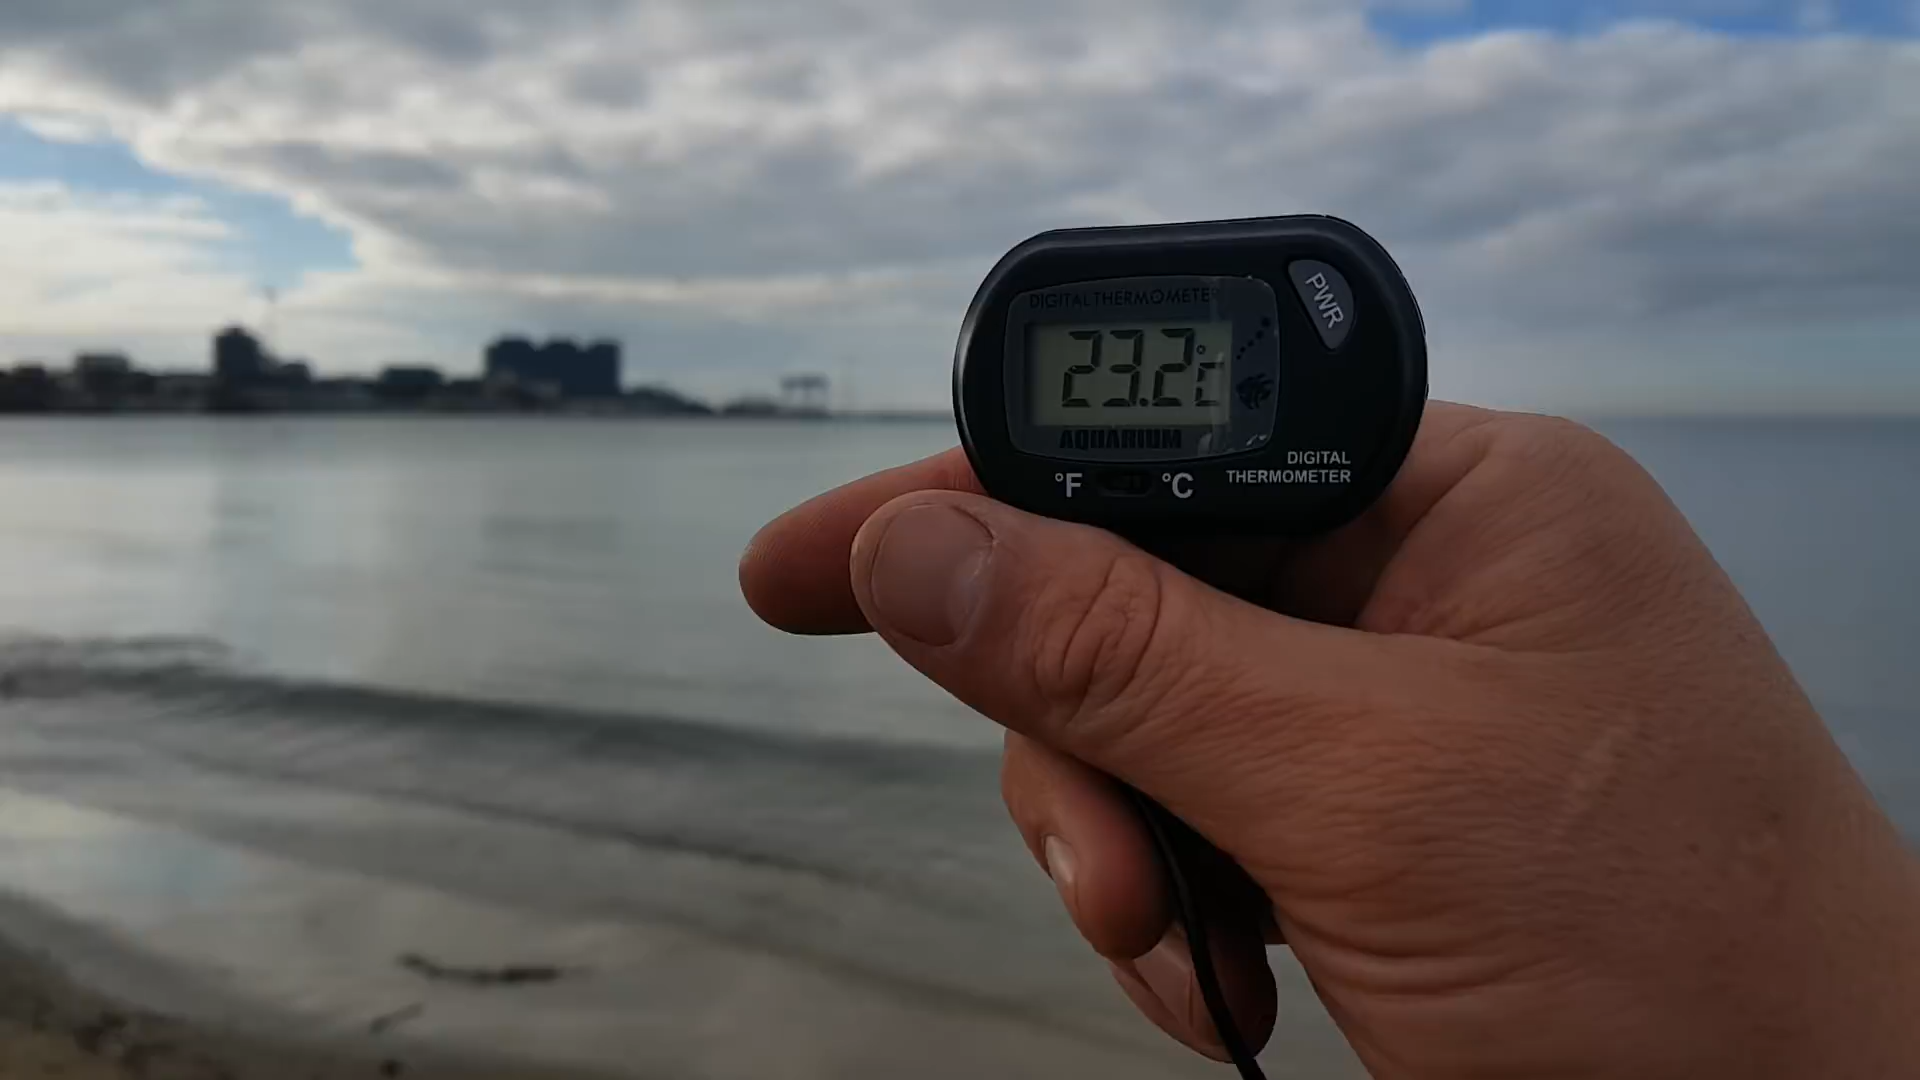 DIGITAL THERMOMETER
PWR
23.2°C
AQUARIUM
°F °C
DIGITAL
THERMOMETER